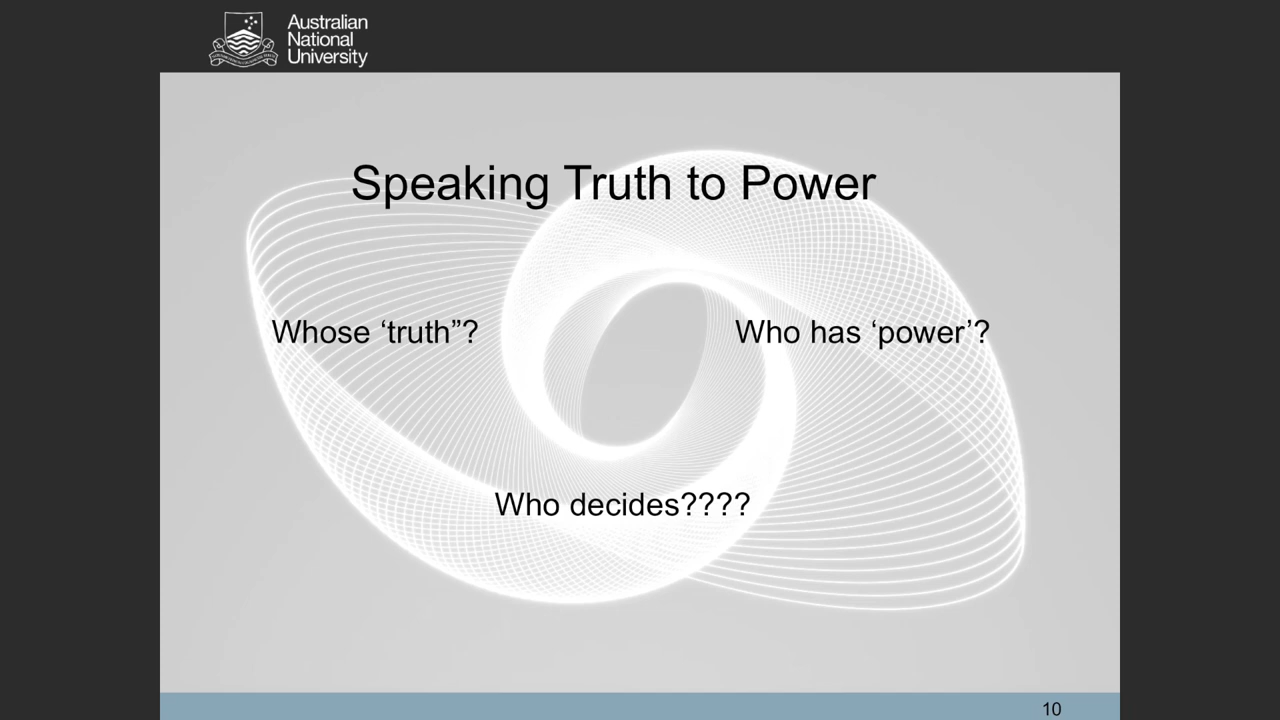 Australian
National
University
Speaking Truth to Power
Whose ‘truth”?
Who has ‘power’?
Who decides????
10